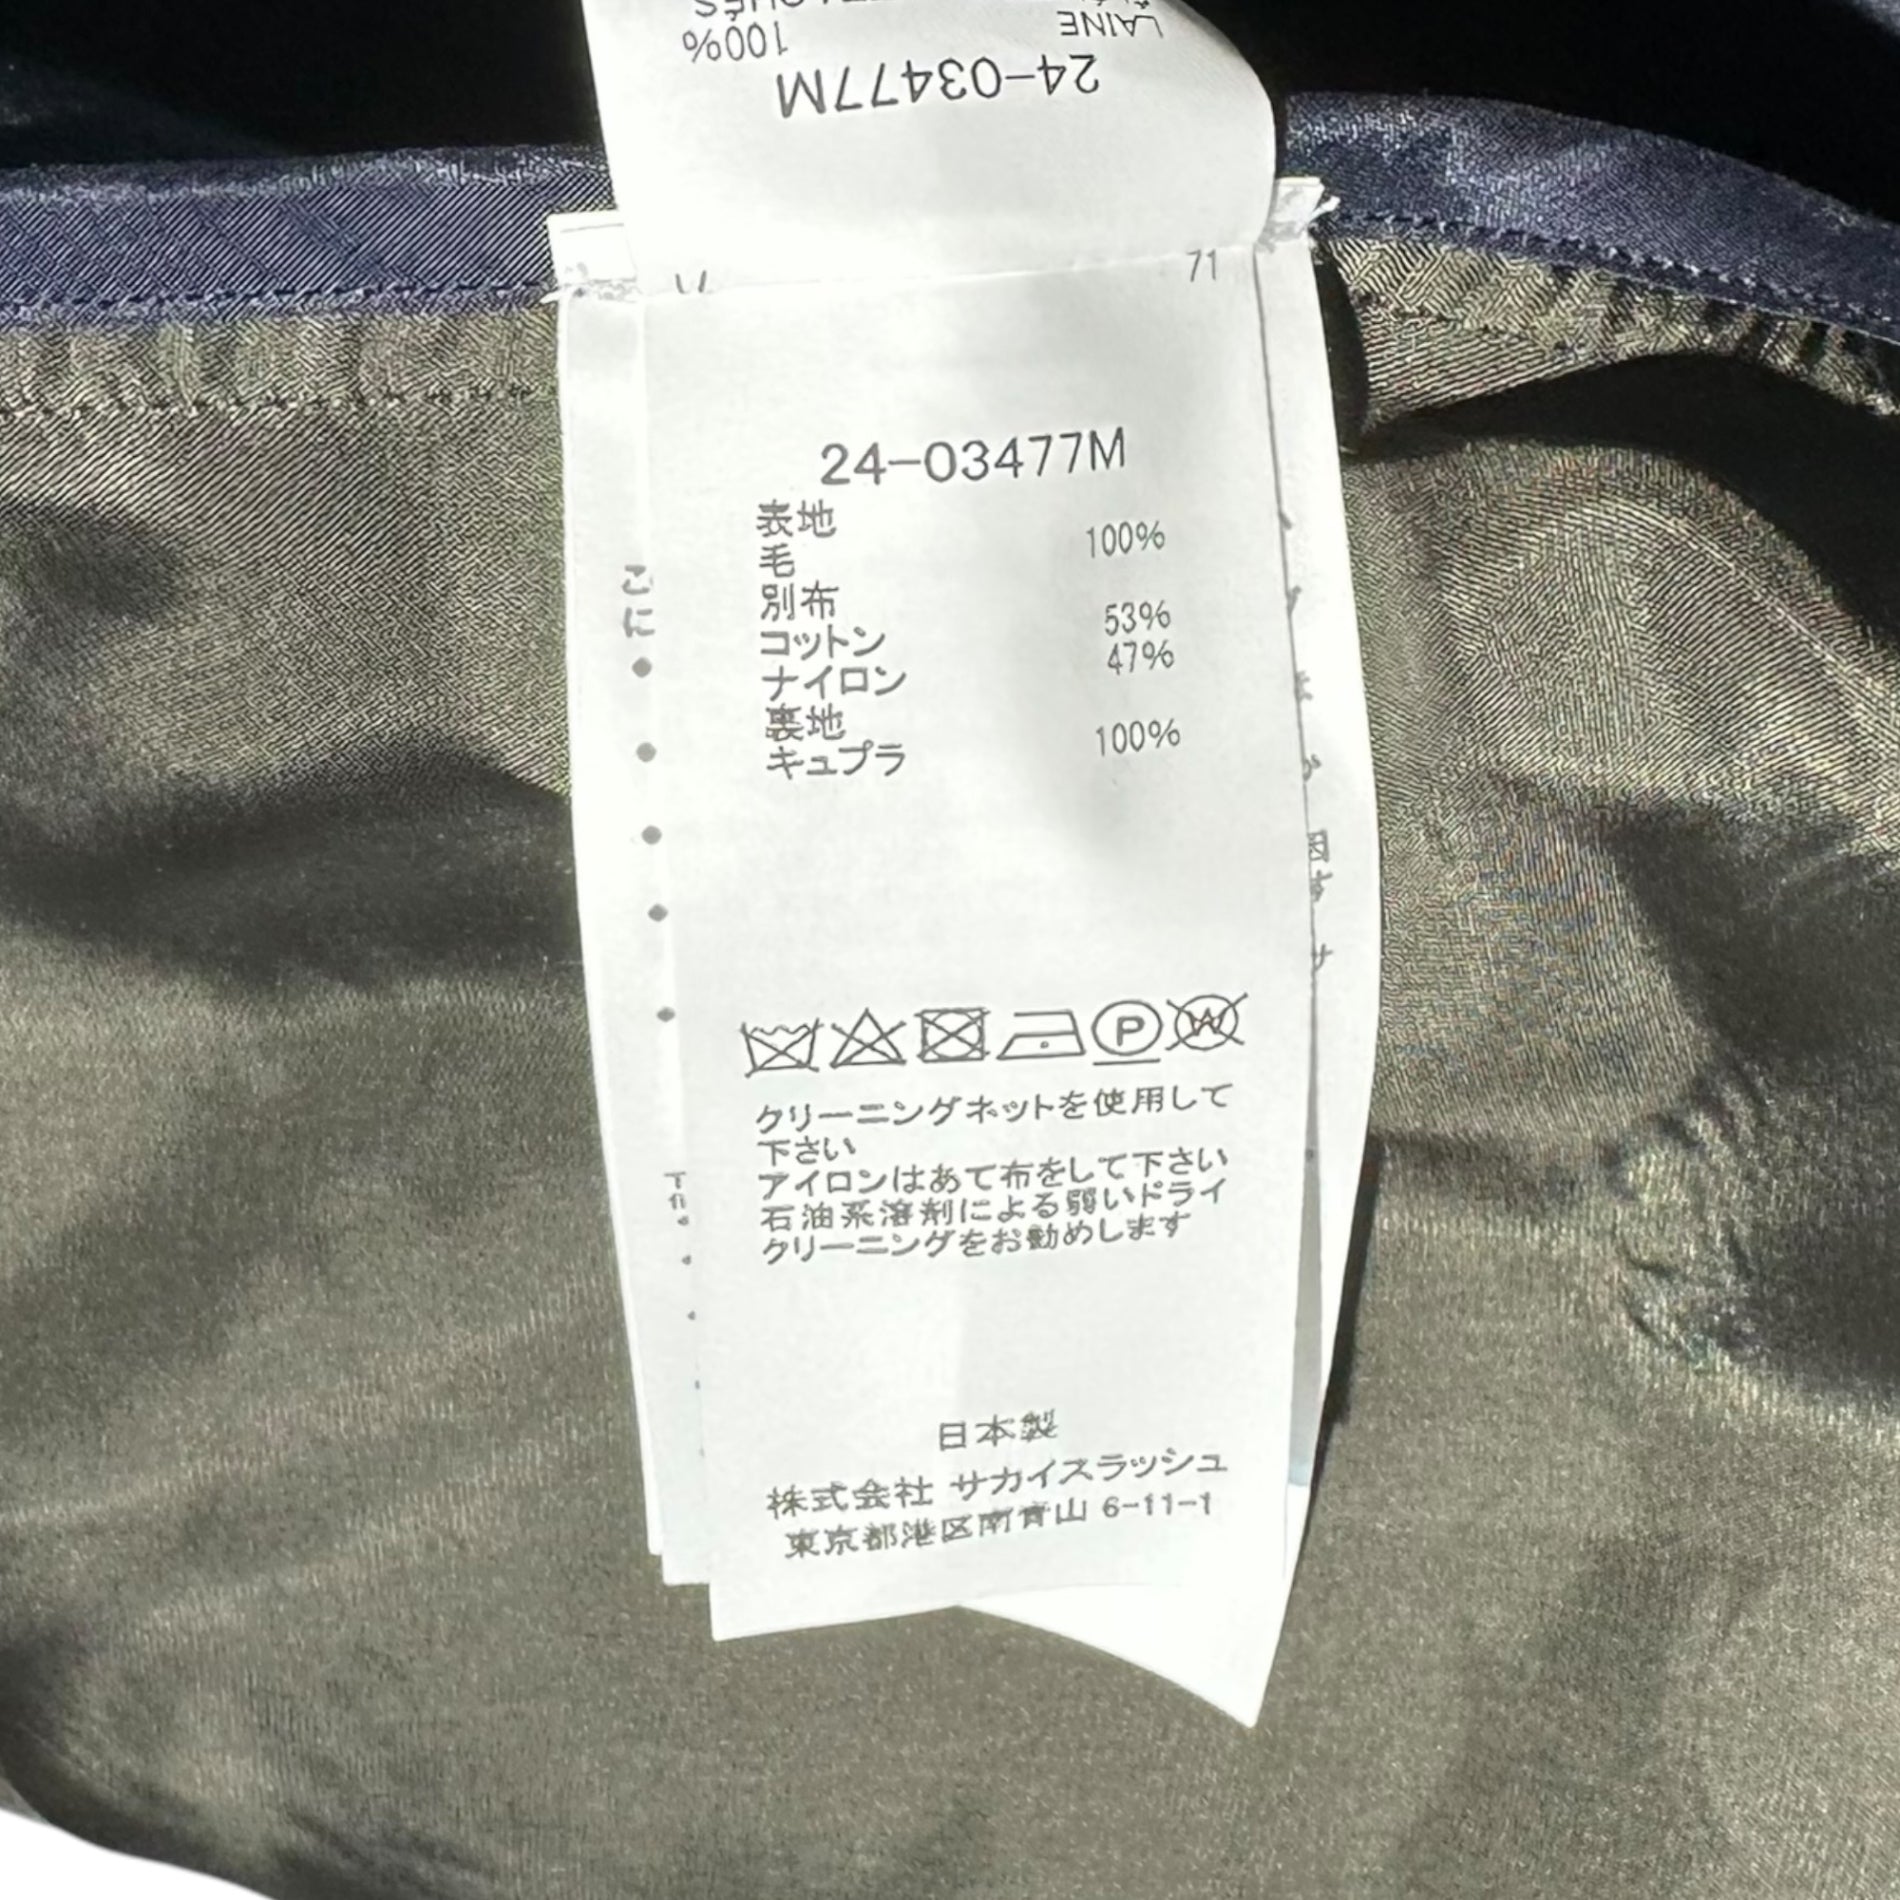 LAINE 100%
24-03477M
71
24-03477M
表地
毛 100%
別布
コットン 53%
ナイロン 47%
裏地
キュプラ 100%
P W
クリーニングネットを使用して
下さい
アイロンはあて布をして下さい
石油系溶剤による弱いドライ
クリーニングをお勧めします
日本製
株式会社 サカイスラッシュ
東京都港区南青山 6-11-1